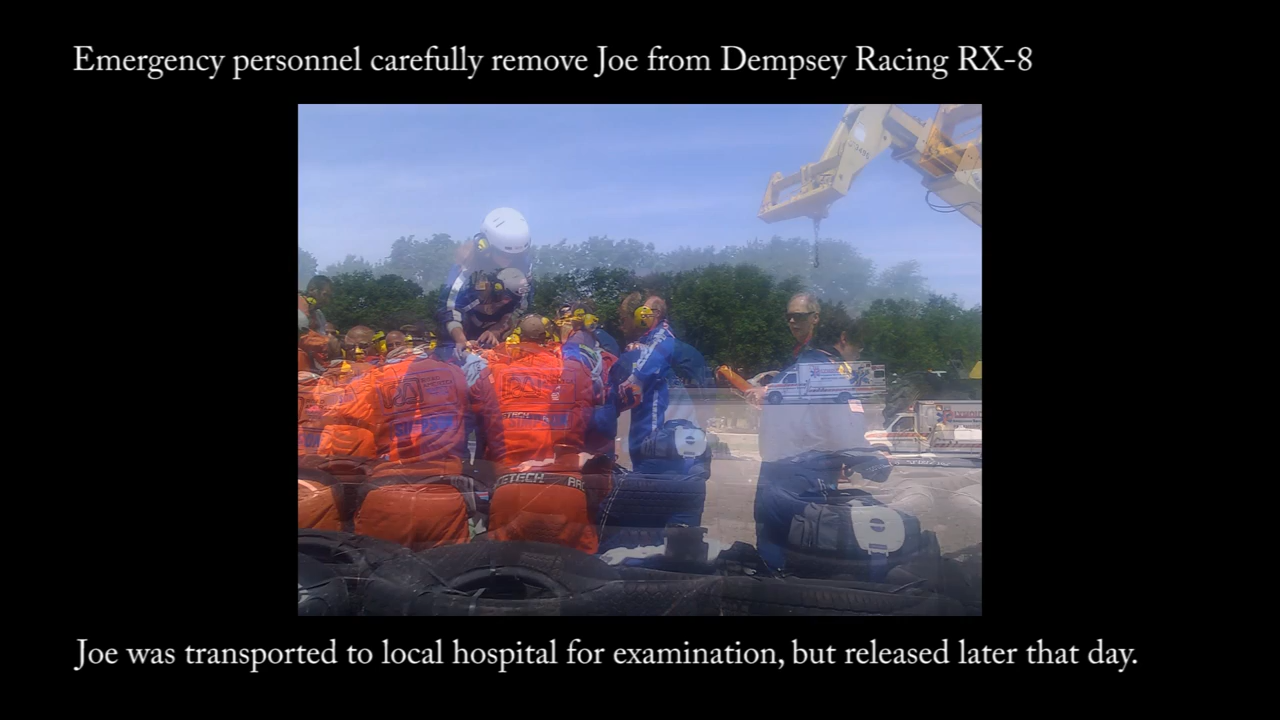 Emergency personnel carefully remove Joe from Dempsey Racing RX-8
CETECH
Joe was transported to local hospital for examination, but released later that day.